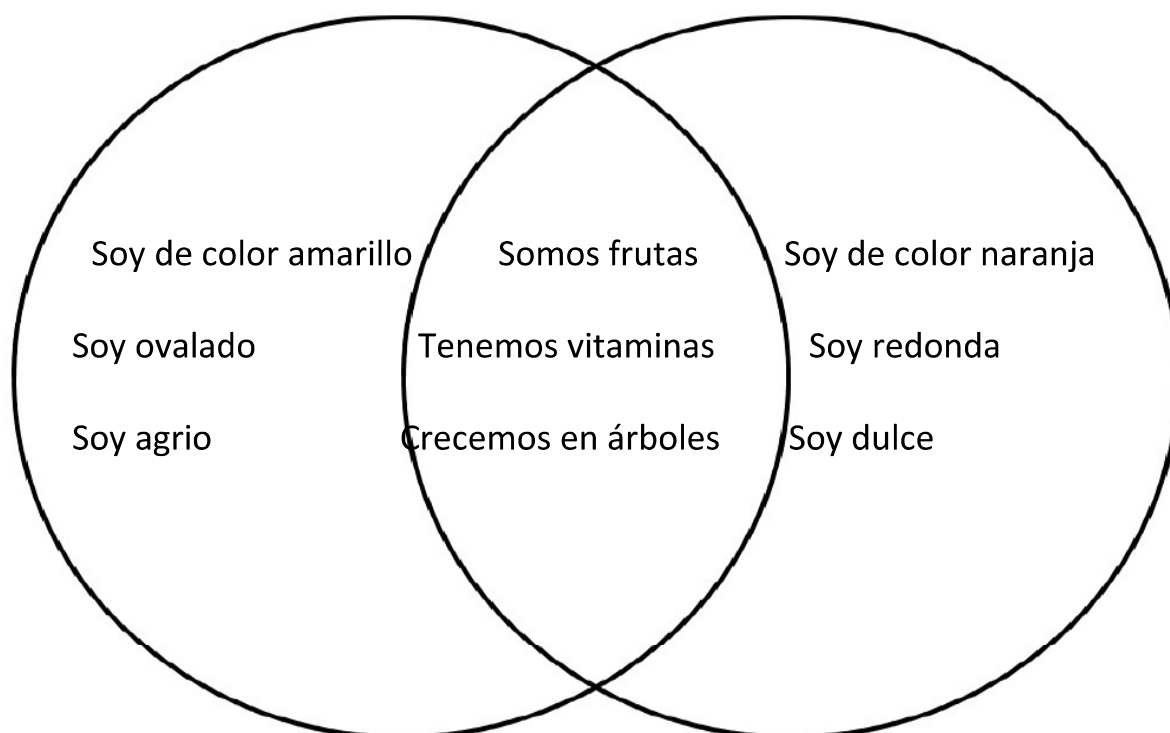 Soy de color amarillo Somos frutas Soy de color naranja
Soy ovalado Tenemos vitaminas Soy redonda
Soy agrio Crecemos en árboles Soy dulce